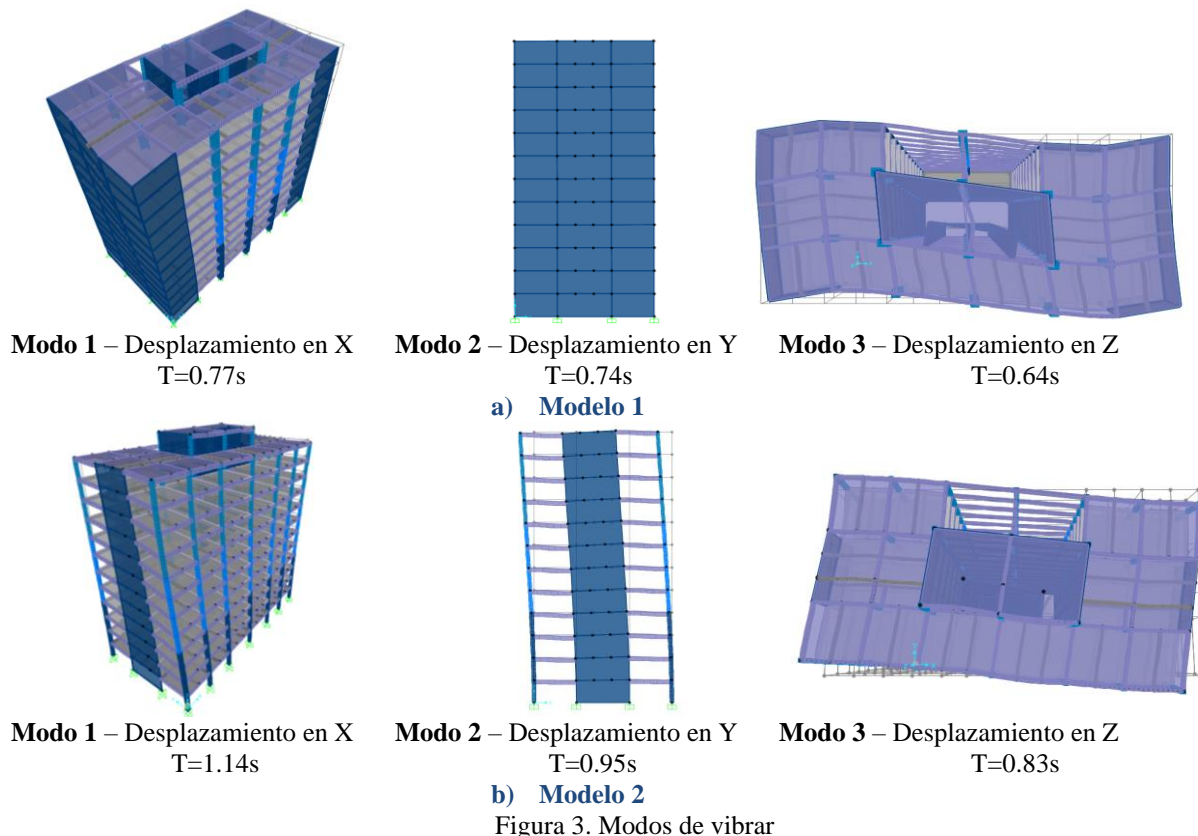 Modo 1 – Desplazamiento en X
T=0.77s
Modo 2 – Desplazamiento en Y
T=0.74s
Modo 3 – Desplazamiento en Z
T=0.64s
a) Modelo 1
Modo 1 – Desplazamiento en X
T=1.14s
Modo 2 – Desplazamiento en Y
T=0.95s
Modo 3 – Desplazamiento en Z
T=0.83s
b) Modelo 2
Figura 3. Modos de vibrar